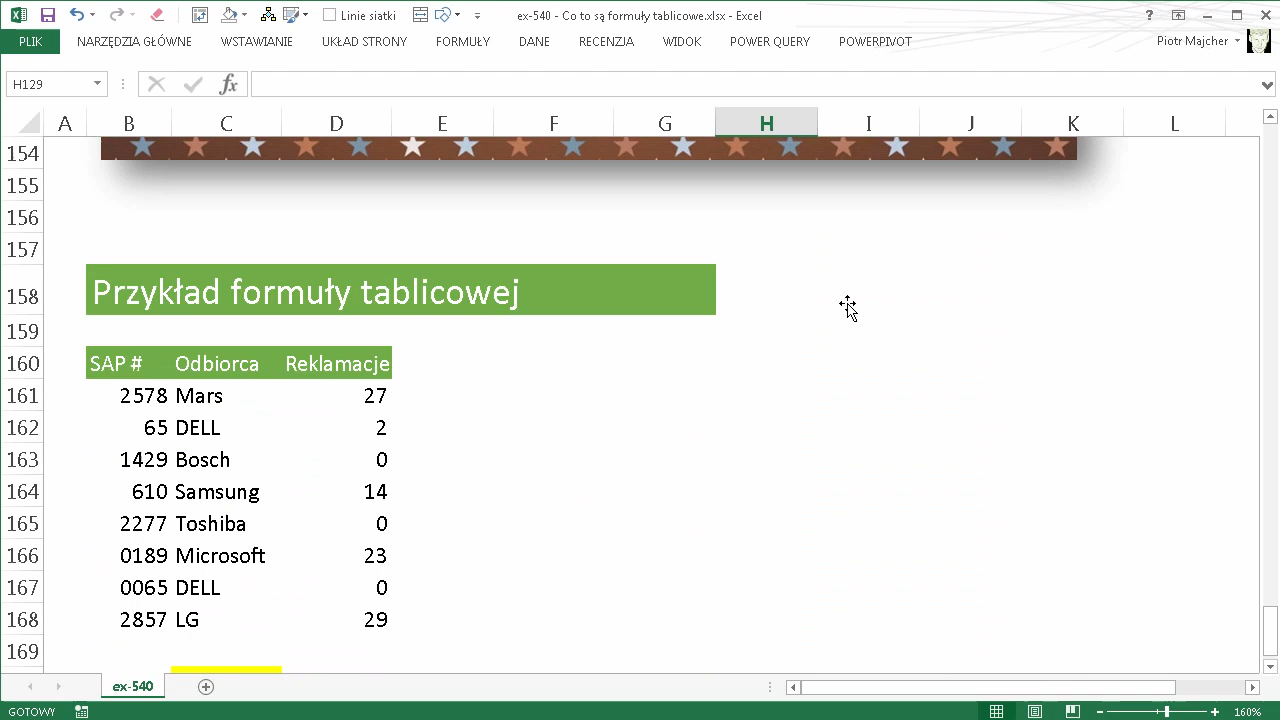 Linie siatki
ex-540 - po co są formuły tablicowe.xlsx - Excel
PLIK NARZĘDZIA GŁÓWNE WSTAWIANIE UKŁAD STRONY FORMUŁY DANE RECENZJA WIDOK POWER QUERY POWERPIVOT Piotr Majcher
H129 fx
A B C D E F G H I J K L
154
155
156
157
158 Przykład formuły tablicowej
159
160 SAP # Odbiorca Reklamacje
161 2578 Mars 27
162 65 DELL 2
163 1429 Bosch 0
164 610 Samsung 14
165 2277 Toshiba 0
166 0189 Microsoft 23
167 0065 DELL 0
168 2857 LG 29
169
ex-540
GOTOWY 160%